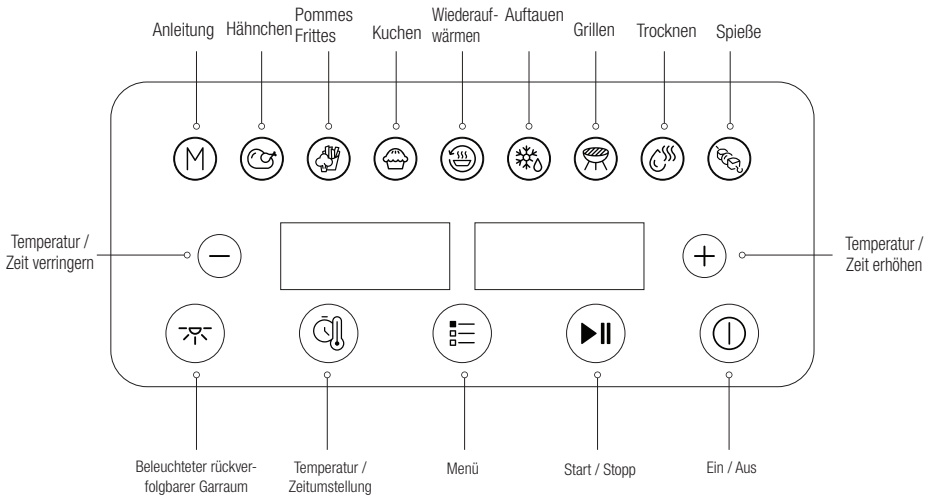 Anleitung
Hähnchen
Pommes
Frittes
Kuchen
Wiederauf-
wärmen
Auftauen
Grillen
Trocknen
Spieße
M
Temperatur /
Zeit verringern
Temperatur /
Zeit erhöhen
Beleuchteter rückver-
folgbarer Garraum
Temperatur /
Zeitumstellung
Menü
Start / Stopp
Ein / Aus